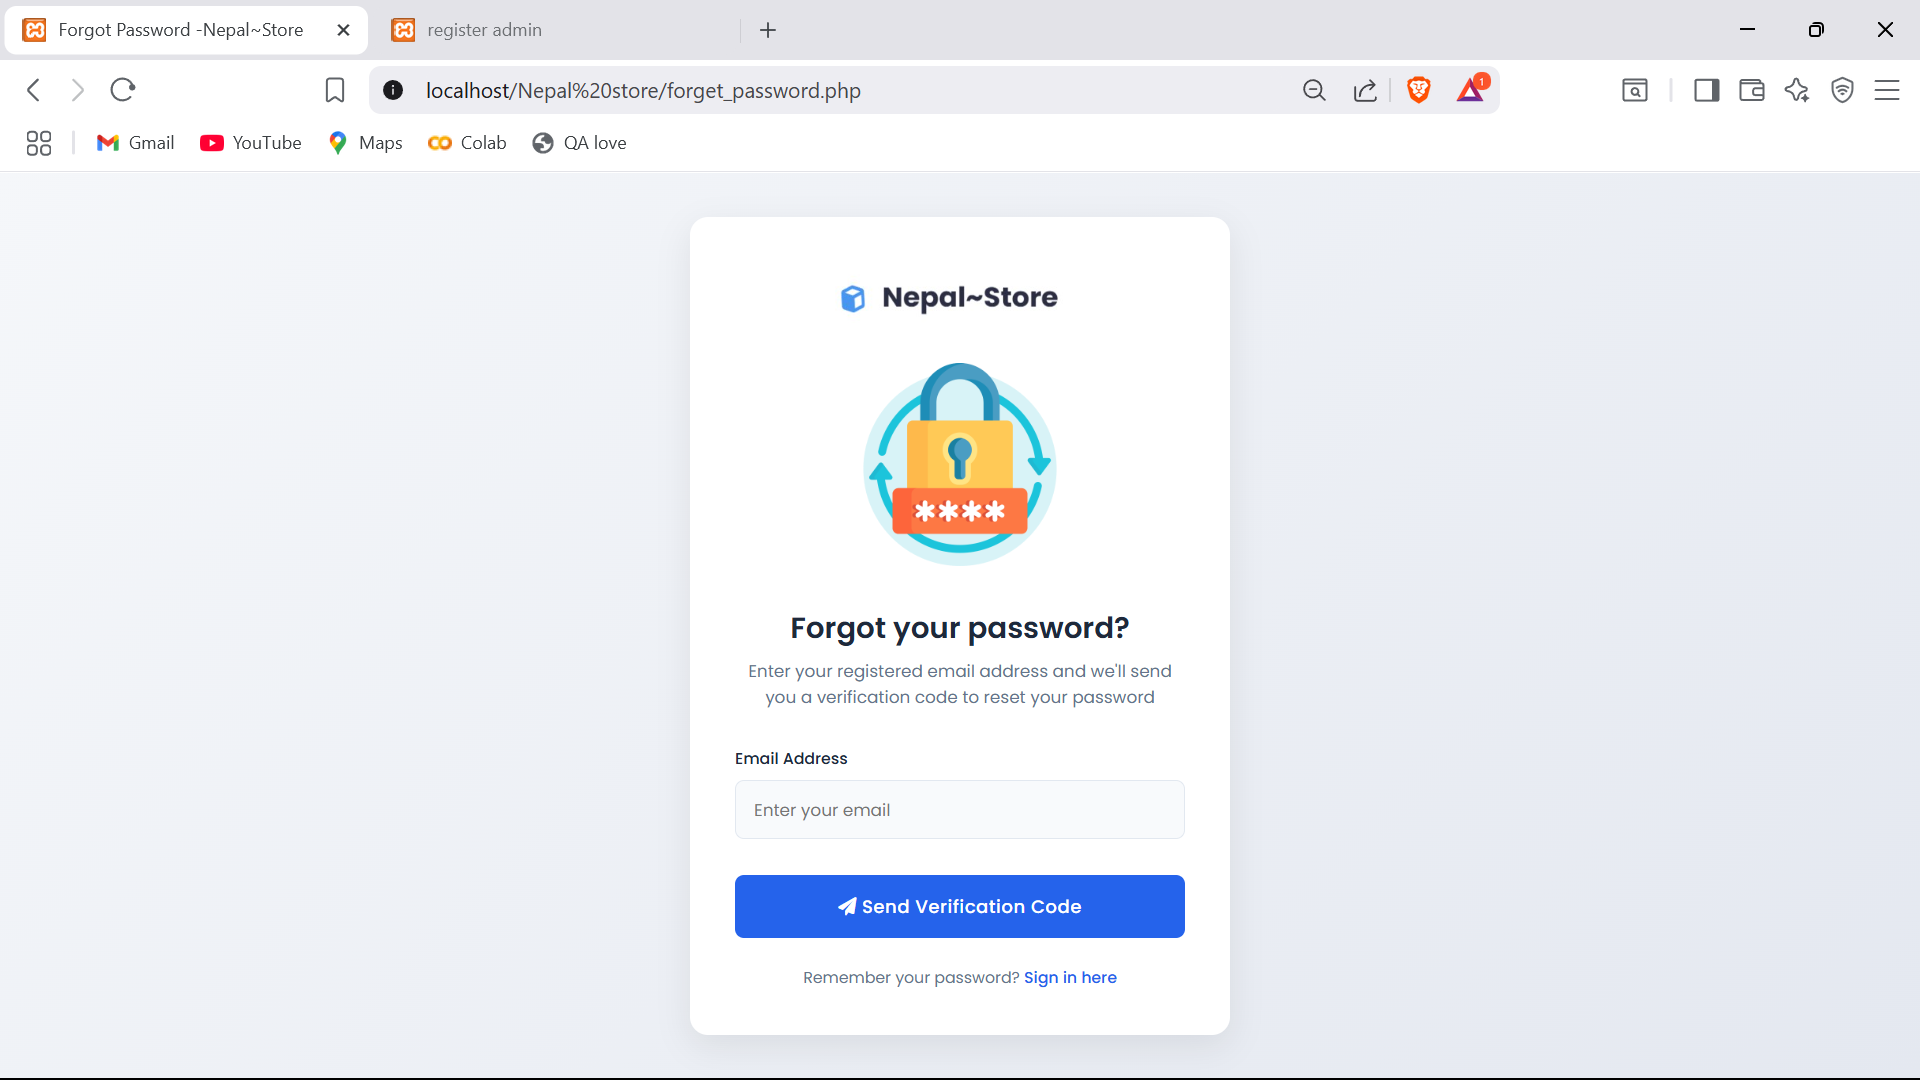 Forgot Password -Nepal~Store
register admin
localhost/Nepal%20store/forget_password.php
1
Gmail
YouTube
Maps
Colab
QA love
Nepal~Store
****
Forgot your password?
Enter your registered email address and we'll send
you a verification code to reset your password
Email Address
Enter your email
Send Verification Code
Remember your password? Sign in here